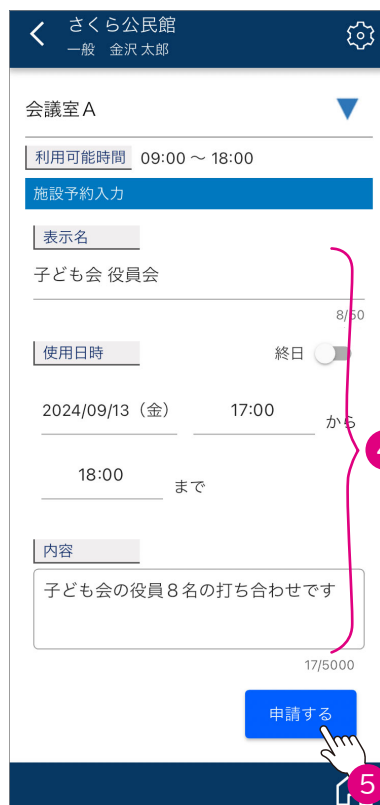 さくら公民館
一般 金沢 太郎
会議室A
利用可能時間 09:00 ~ 18:00
施設予約入力
表示名
子ども会 役員会
8/50
使用日時 終日
2024/09/13（金） 17:00 から
18:00 まで
内容
子ども会の役員８名の打ち合わせです
17/5000
申請する
5